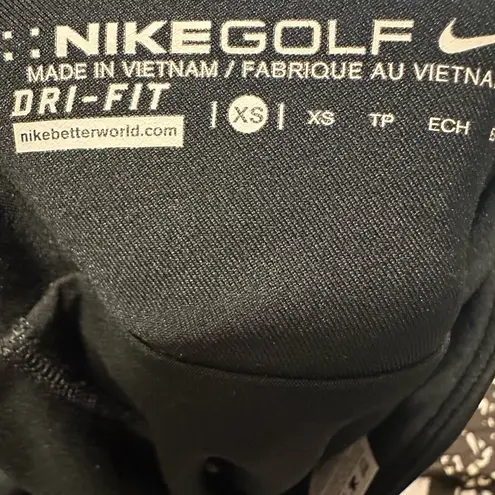 NIKEGOLF
MADE IN VIETNAM / FABRIQUE AU VIETNA
DRI-FIT
nikebetterworld.com
| XS | XS TP ECH